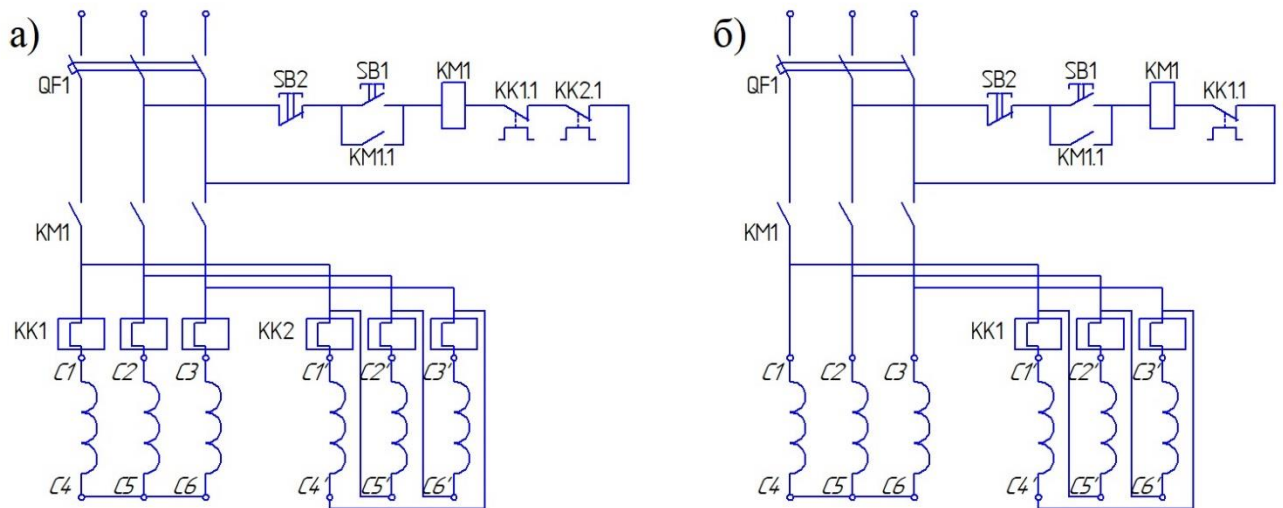 а)
QF1 SB2 SB1 KM1 KK1.1 KK2.1
KM1.1
KM1
KK1 KK2
C1 C2 C3 C1' C2' C3'
C4 C5 C6 C4' C5' C6'
б)
QF1 SB2 SB1 KM1 KK1.1
KM1.1
KM1
KK1
C1 C2 C3 C1' C2' C3'
C4 C5 C6 C4' C5' C6'